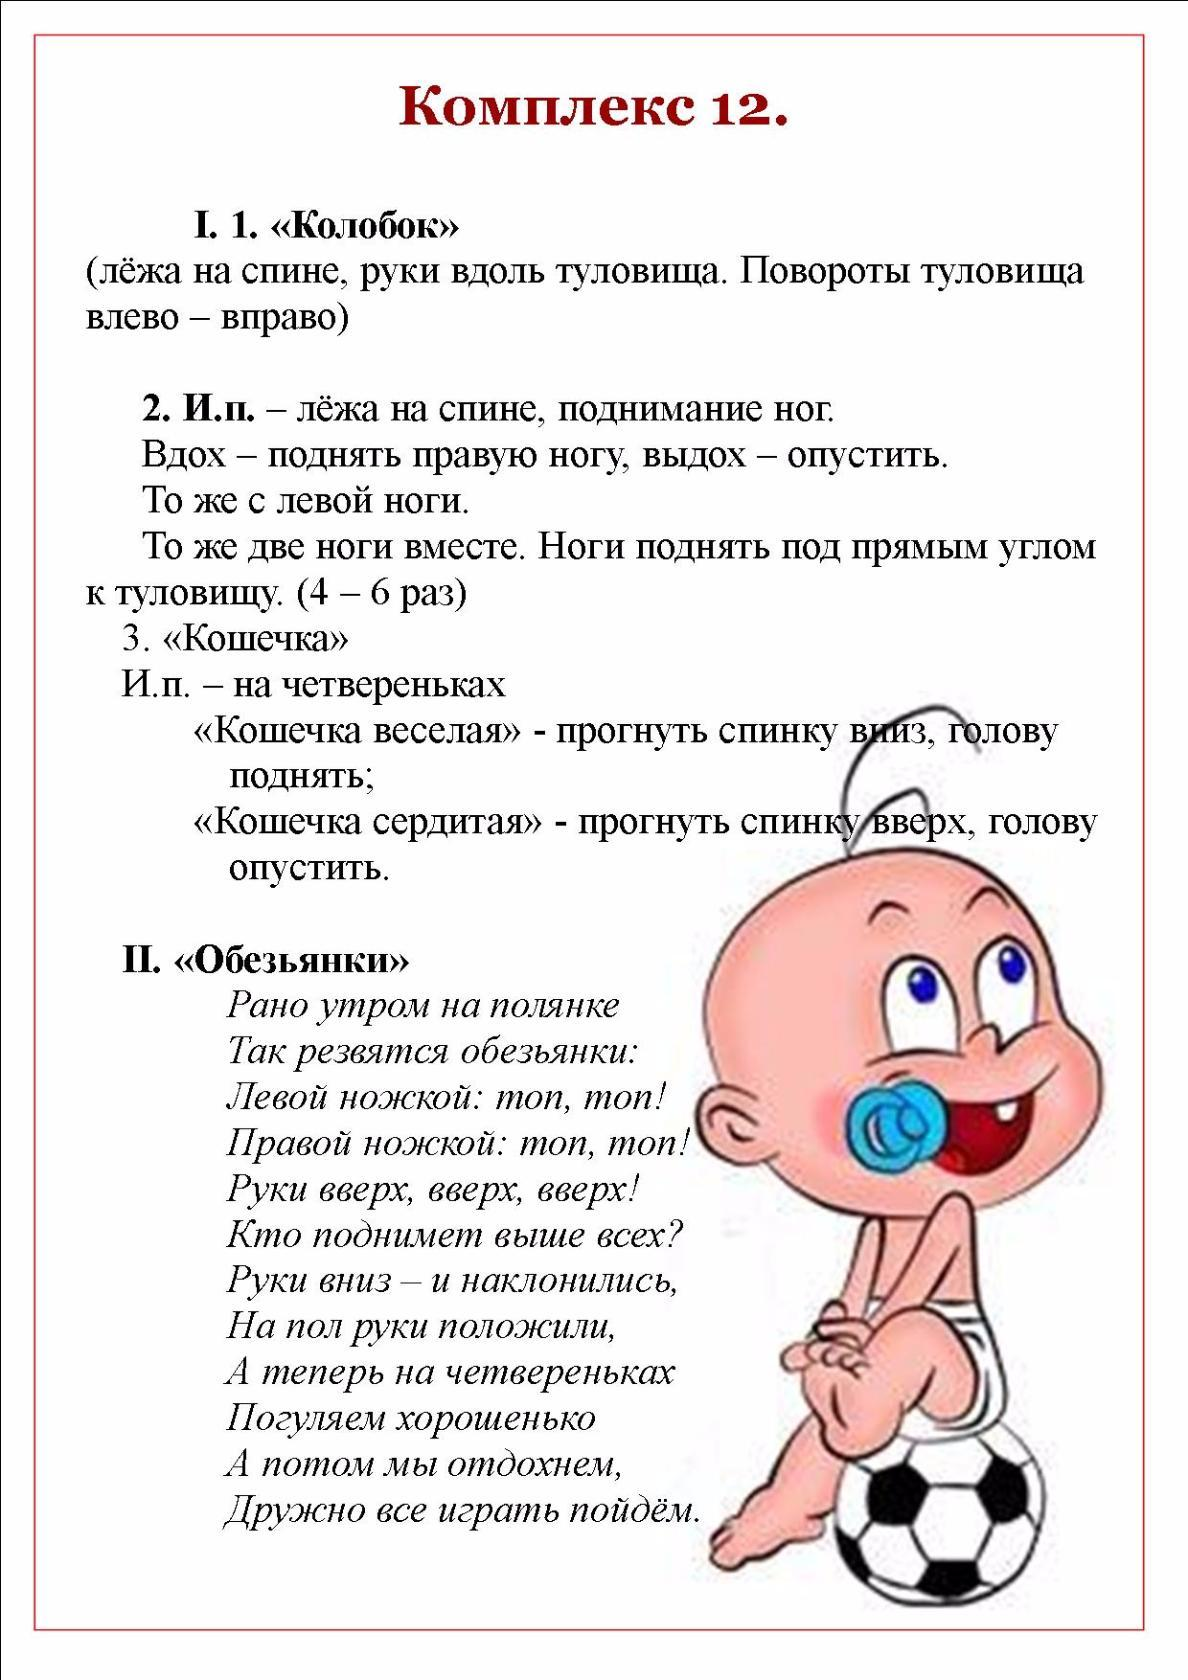 Комплекс 12.
I. 1. «Колобок»
(лёжа на спине, руки вдоль туловища. Повороты туловища
влево – вправо)
2. И.п. – лёжа на спине, поднимание ног.
Вдох – поднять правую ногу, выдох – опустить.
То же с левой ноги.
То же две ноги вместе. Ноги поднять под прямым углом
к туловищу. (4 – 6 раз)
3. «Кошечка»
И.п. – на четвереньках
«Кошечка веселая» - прогнуть спинку вниз, голову
поднять;
«Кошечка сердитая» - прогнуть спинку вверх, голову
опустить.
II. «Обезьянки»
Рано утром на полянке
Так резвятся обезьянки:
Левой ножкой: топ, топ!
Правой ножкой: топ, топ!
Руки вверх, вверх, вверх!
Кто поднимет выше всех?
Руки вниз – и наклонились,
На пол руки положили,
А теперь на четвереньках
Погуляем хорошенько
А потом мы отдохнем,
Дружно все играть пойдём.